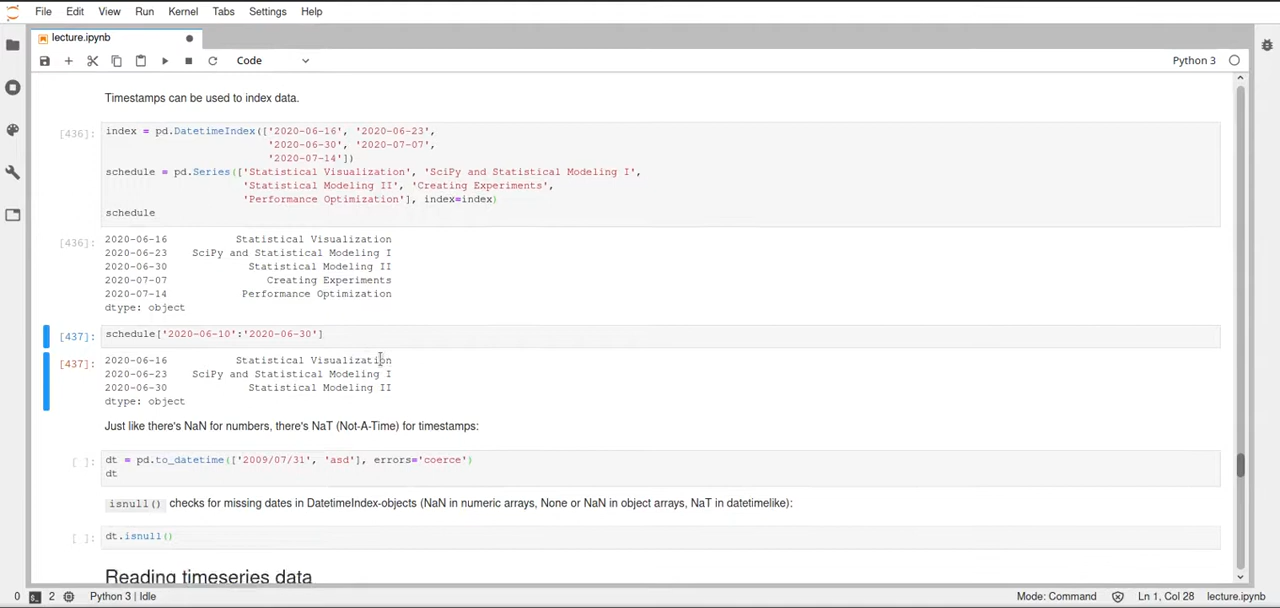 File Edit View Run Kernel Tabs Settings Help
lecture.ipynb
Code
Python 3
Timestamps can be used to index data.
[436]:
index = pd.DatetimeIndex(['2020-06-16', '2020-06-23',
'2020-06-30', '2020-07-07',
'2020-07-14'])
schedule = pd.Series(['Statistical Visualization', 'SciPy and Statistical Modeling I',
'Statistical Modeling II', 'Creating Experiments',
'Performance Optimization'], index=index)
schedule
[436]:
2020-06-16 Statistical Visualization
2020-06-23 SciPy and Statistical Modeling I
2020-06-30 Statistical Modeling II
2020-07-07 Creating Experiments
2020-07-14 Performance Optimization
dtype: object
[437]:
schedule['2020-06-10':'2020-06-30']
[437]:
2020-06-16 Statistical Visualization
2020-06-23 SciPy and Statistical Modeling I
2020-06-30 Statistical Modeling II
dtype: object
Just like there's NaN for numbers, there's NaT (Not-A-Time) for timestamps:
[ ]:
dt = pd.to_datetime(['2009/07/31', 'asd'], errors='coerce')
dt
isnull() checks for missing dates in DatetimeIndex-objects (NaN in numeric arrays, None or NaN in object arrays, NaT in datetimelike):
[ ]:
dt.isnull()
Reading timeseries data
0 2 Python 3 | Idle Mode: Command Ln 1, Col 28 lecture.ipynb